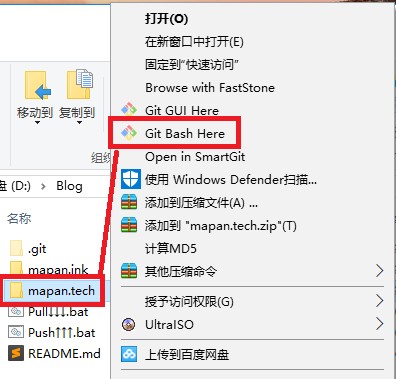 移动到
复制到
组织
盘 (D:) › Blog
名称
.git
mapan.ink
mapan.tech
Pull↓↓↓.bat
Push↑↑↑.bat
README.md
打开(O)
在新窗口中打开(E)
固定到“快速访问”
Browse with FastStone
Git GUI Here
Git Bash Here
Open in SmartGit
使用 Windows Defender扫描...
添加到压缩文件(A) ...
添加到 "mapan.tech.zip"(T)
计算MD5
其他压缩命令
授予访问权限(G)
UltraISO
上传到百度网盘